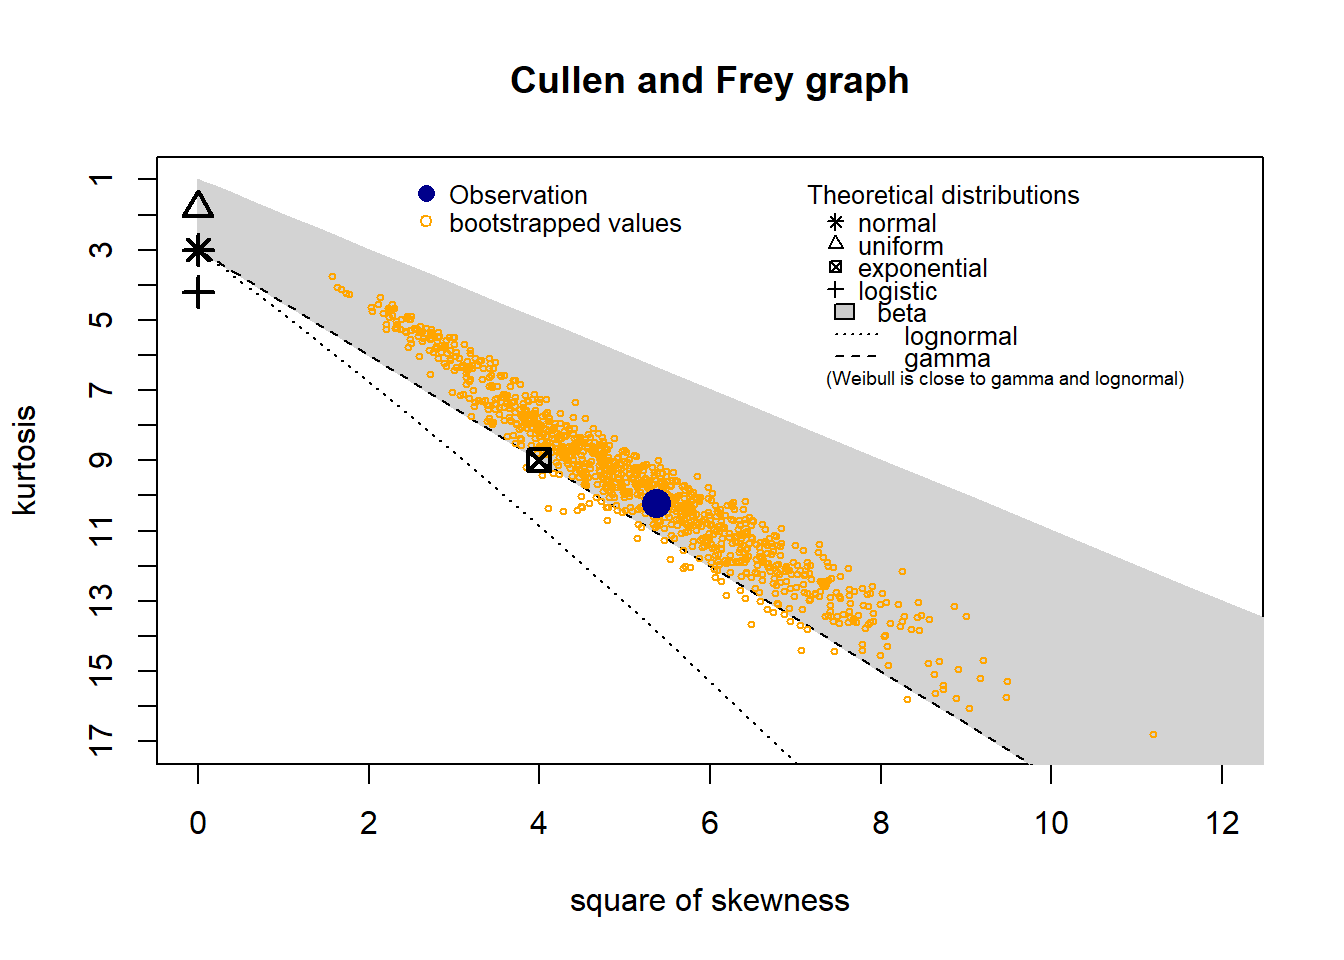 Cullen and Frey graph
Observation
bootstrapped values
Theoretical distributions
normal
uniform
exponential
logistic
beta
lognormal
gamma
(Weibull is close to gamma and lognormal)
kurtosis
1
3
5
7
9
11
13
15
17
0 2 4 6 8 10 12
square of skewness